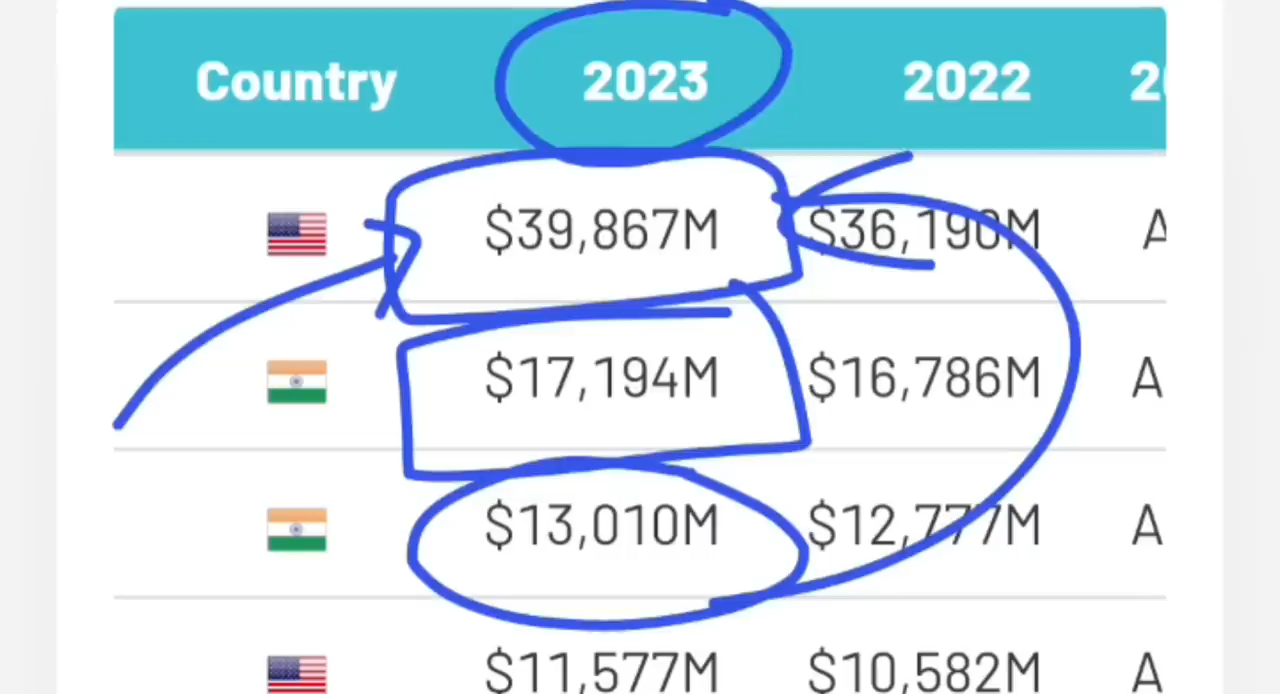 Country 2023 2022
$39,867M $36,190M A
$17,194M $16,786M A
$13,010M $12,777M A
$11,577M $10,582M A